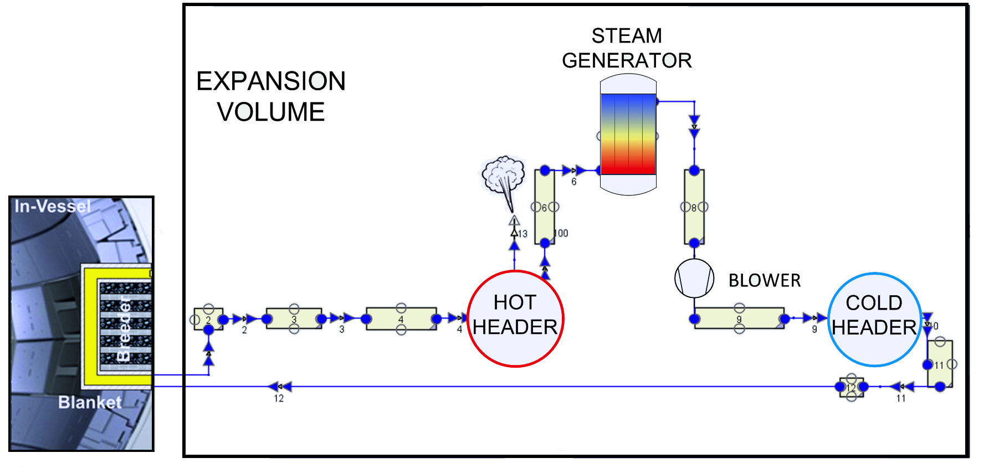 STEAM
GENERATOR
EXPANSION
VOLUME
In-Vessel
Breeder
Blanket
2
2
3
3
4
4
HOT
HEADER
13
6
100
6
8
BLOWER
9
9
COLD
HEADER
11
11
12
12